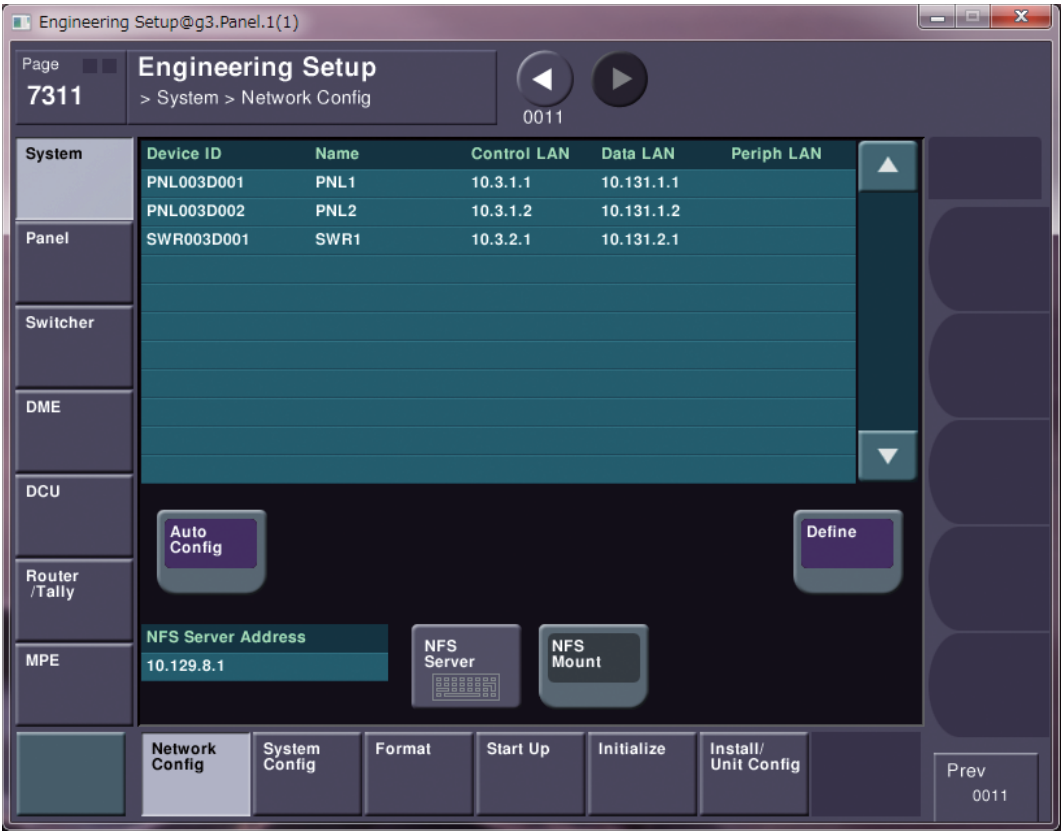 Engineering Setup@g3.Panel.1(1)
Page
7311
Engineering Setup
> System > Network Config
0011
System
Panel
Switcher
DME
DCU
Router
/Tally
MPE
Device ID Name Control LAN Data LAN Periph LAN
PNL003D001 PNL1 10.3.1.1 10.131.1.1
PNL003D002 PNL2 10.3.1.2 10.131.1.2
SWR003D001 SWR1 10.3.2.1 10.131.2.1
Auto
Config
Define
NFS Server Address
10.129.8.1
NFS
Server
NFS
Mount
Network
Config
System
Config
Format
Start Up
Initialize
Install/
Unit Config
Prev
0011